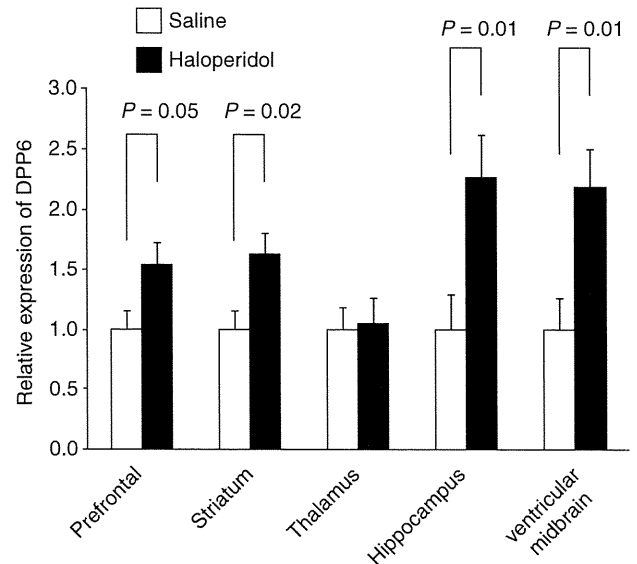 Saline
Haloperidol
P = 0.01
P = 0.01
P = 0.05
P = 0.02
Relative expression of DPP6
3.0
2.5
2.0
1.5
1.0
0.5
0.0
Prefrontal
Striatum
Thalamus
Hippocampus
ventricular
midbrain